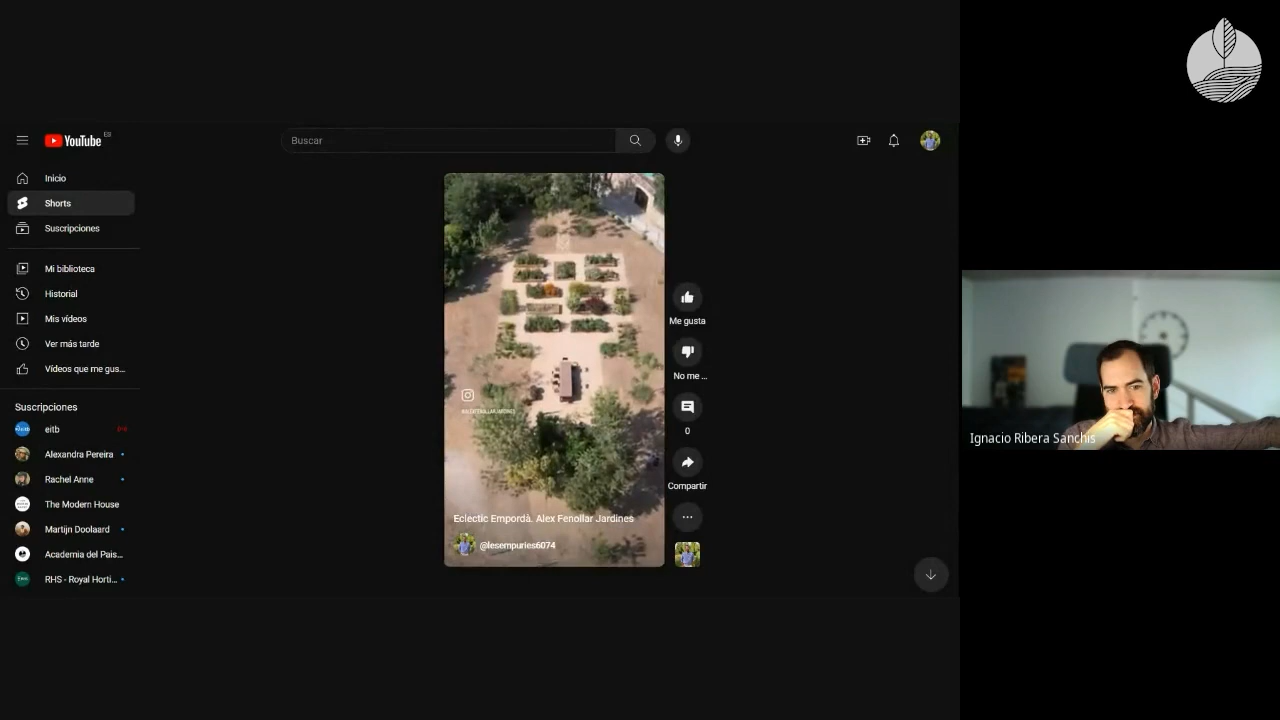 YouTube
ES
Buscar
Inicio
Shorts
Suscripciones
Mi biblioteca
Historial
Mis vídeos
Ver más tarde
Vídeos que me gus...
Suscripciones
eitb
Alexandra Pereira
Rachel Anne
The Modern House
Martijn Doolaard
Academia del Pais...
RHS - Royal Horti...
Eclectic Empordà. Alex Fenollar Jardines
@lesempuries6074
Me gusta
No me ...
0
Compartir
Ignacio Ribera Sanchis